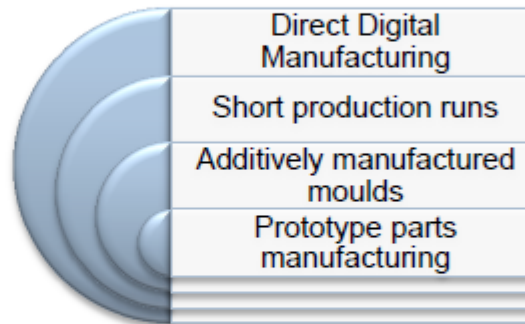 Direct Digital
Manufacturing
Short production runs
Additively manufactured
moulds
Prototype parts
manufacturing